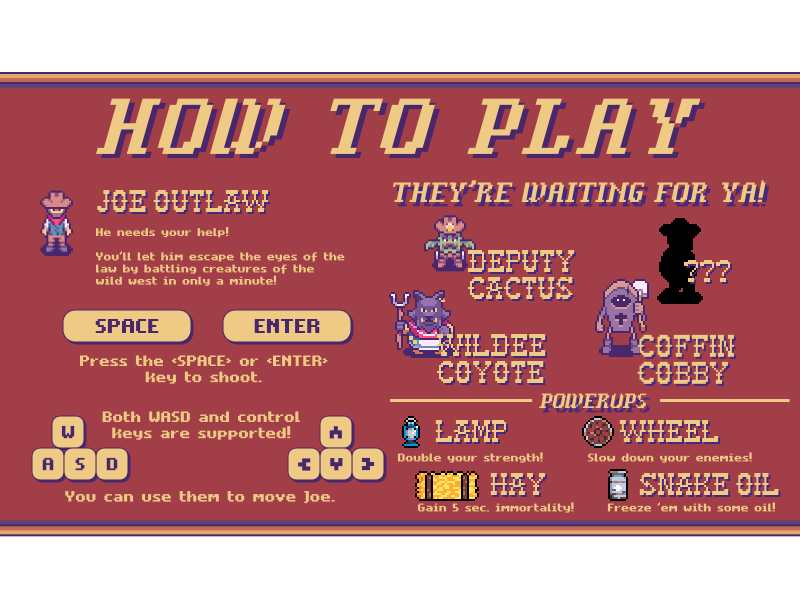 HOW TO PLAY
JOE OUTLAW
He needs your help!
You'll let him escape the eyes of the
law by battling creatures of the
wild west in only a minute!
SPACE
ENTER
Press the <SPACE> or <ENTER>
key to shoot.
Both WASD and control
keys are supported!
W
A S D
You can use them to move Joe.
THEY'RE WAITING FOR YA!
DEPUTY
CACTUS
???
WILDEE
COYOTE
COFFIN
COBBY
POWERUPS
LAMP
Double your strength!
WHEEL
Slow down your enemies!
HAY
Gain 5 sec. immortality!
SNAKE OIL
Freeze 'em with some oil!